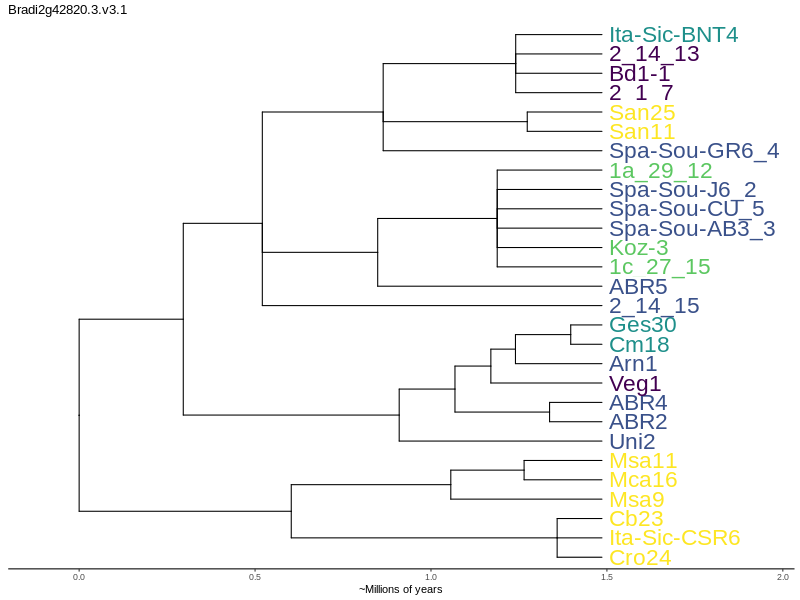 Bradi2g42820.3.v3.1
Ita-Sic-BNT4
2_14_13
Bd1-1
2_1_7
San25
San11
Spa-Sou-GR6_4
1a_29_12
Spa-Sou-J6_2
Spa-Sou-CU_5
Spa-Sou-AB3_3
Koz-3
1c_27_15
ABR5
2_14_15
Ges30
Cm18
Arn1
Veg1
ABR4
ABR2
Uni2
Msa11
Mca16
Msa9
Cb23
Ita-Sic-CSR6
Cro24
0.0 0.5 1.0 1.5 2.0
~Millions of years